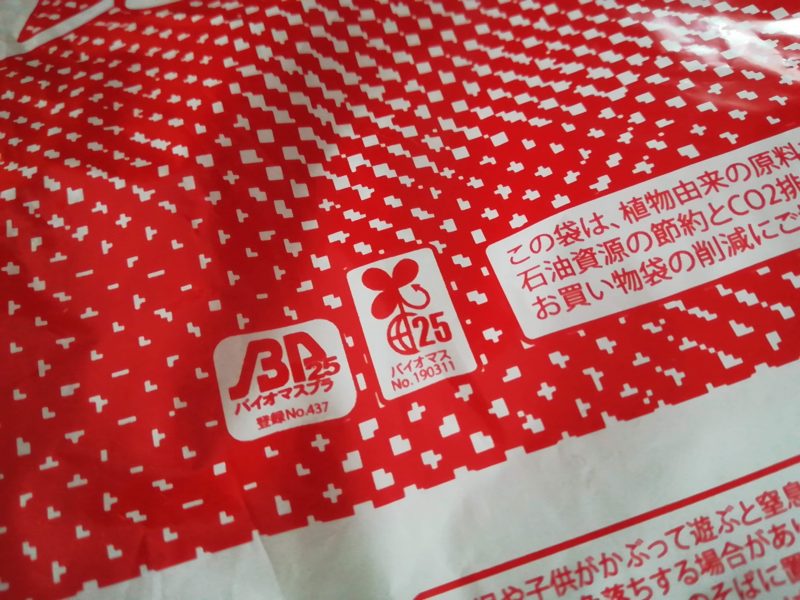 この袋は、植物由来の原料
石油資源の節約とCO2排
お買い物袋の削減にご
25
バイオマス
No.190311
BP
25
バイオマスプラ
登録No.437
や子供がかぶって遊ぶと窒息
落ちする場合があ
のそばに置